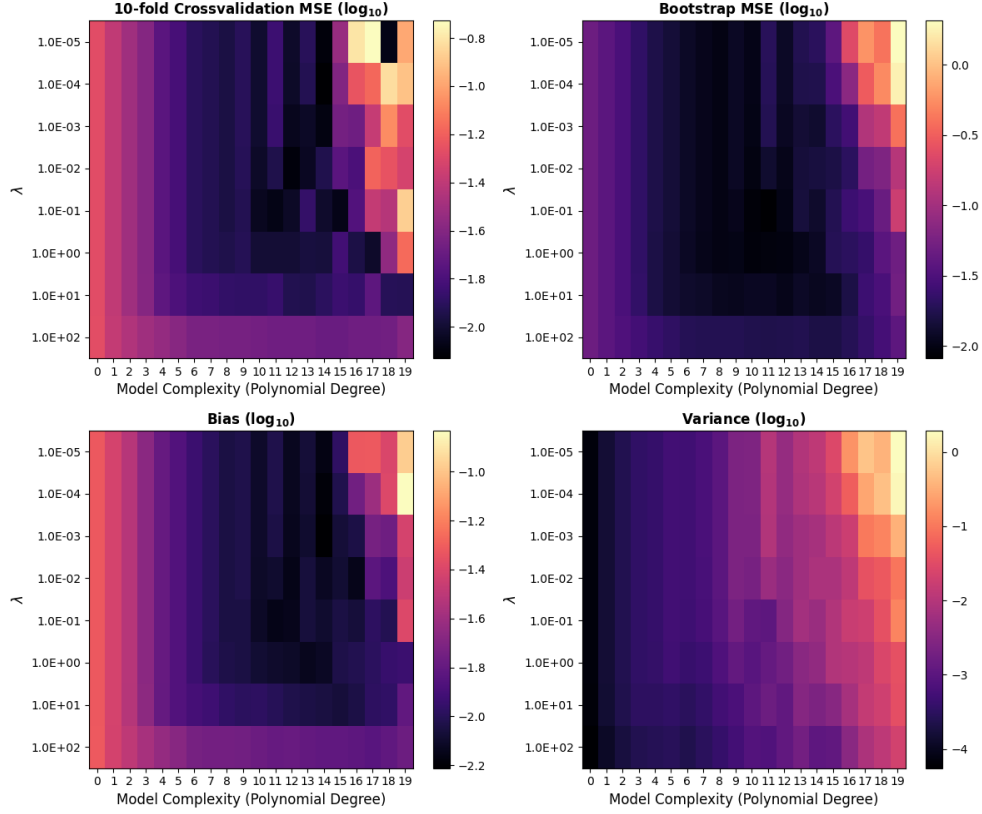 10-fold Crossvalidation MSE (log₁₀)
1.0E-05
1.0E-04
1.0E-03
1.0E-02
1.0E-01
1.0E+00
1.0E+01
1.0E+02
λ
0 1 2 3 4 5 6 7 8 9 10 11 12 13 14 15 16 17 18 19
Model Complexity (Polynomial Degree)
−0.8
−1.0
−1.2
−1.4
−1.6
−1.8
−2.0
Bootstrap MSE (log₁₀)
1.0E-05
1.0E-04
1.0E-03
1.0E-02
1.0E-01
1.0E+00
1.0E+01
1.0E+02
λ
0 1 2 3 4 5 6 7 8 9 10 11 12 13 14 15 16 17 18 19
Model Complexity (Polynomial Degree)
0.0
−0.5
−1.0
−1.5
−2.0
Bias (log₁₀)
1.0E-05
1.0E-04
1.0E-03
1.0E-02
1.0E-01
1.0E+00
1.0E+01
1.0E+02
λ
0 1 2 3 4 5 6 7 8 9 10 11 12 13 14 15 16 17 18 19
Model Complexity (Polynomial Degree)
−1.0
−1.2
−1.4
−1.6
−1.8
−2.0
−2.2
Variance (log₁₀)
1.0E-05
1.0E-04
1.0E-03
1.0E-02
1.0E-01
1.0E+00
1.0E+01
1.0E+02
λ
0 1 2 3 4 5 6 7 8 9 10 11 12 13 14 15 16 17 18 19
Model Complexity (Polynomial Degree)
0
−1
−2
−3
−4